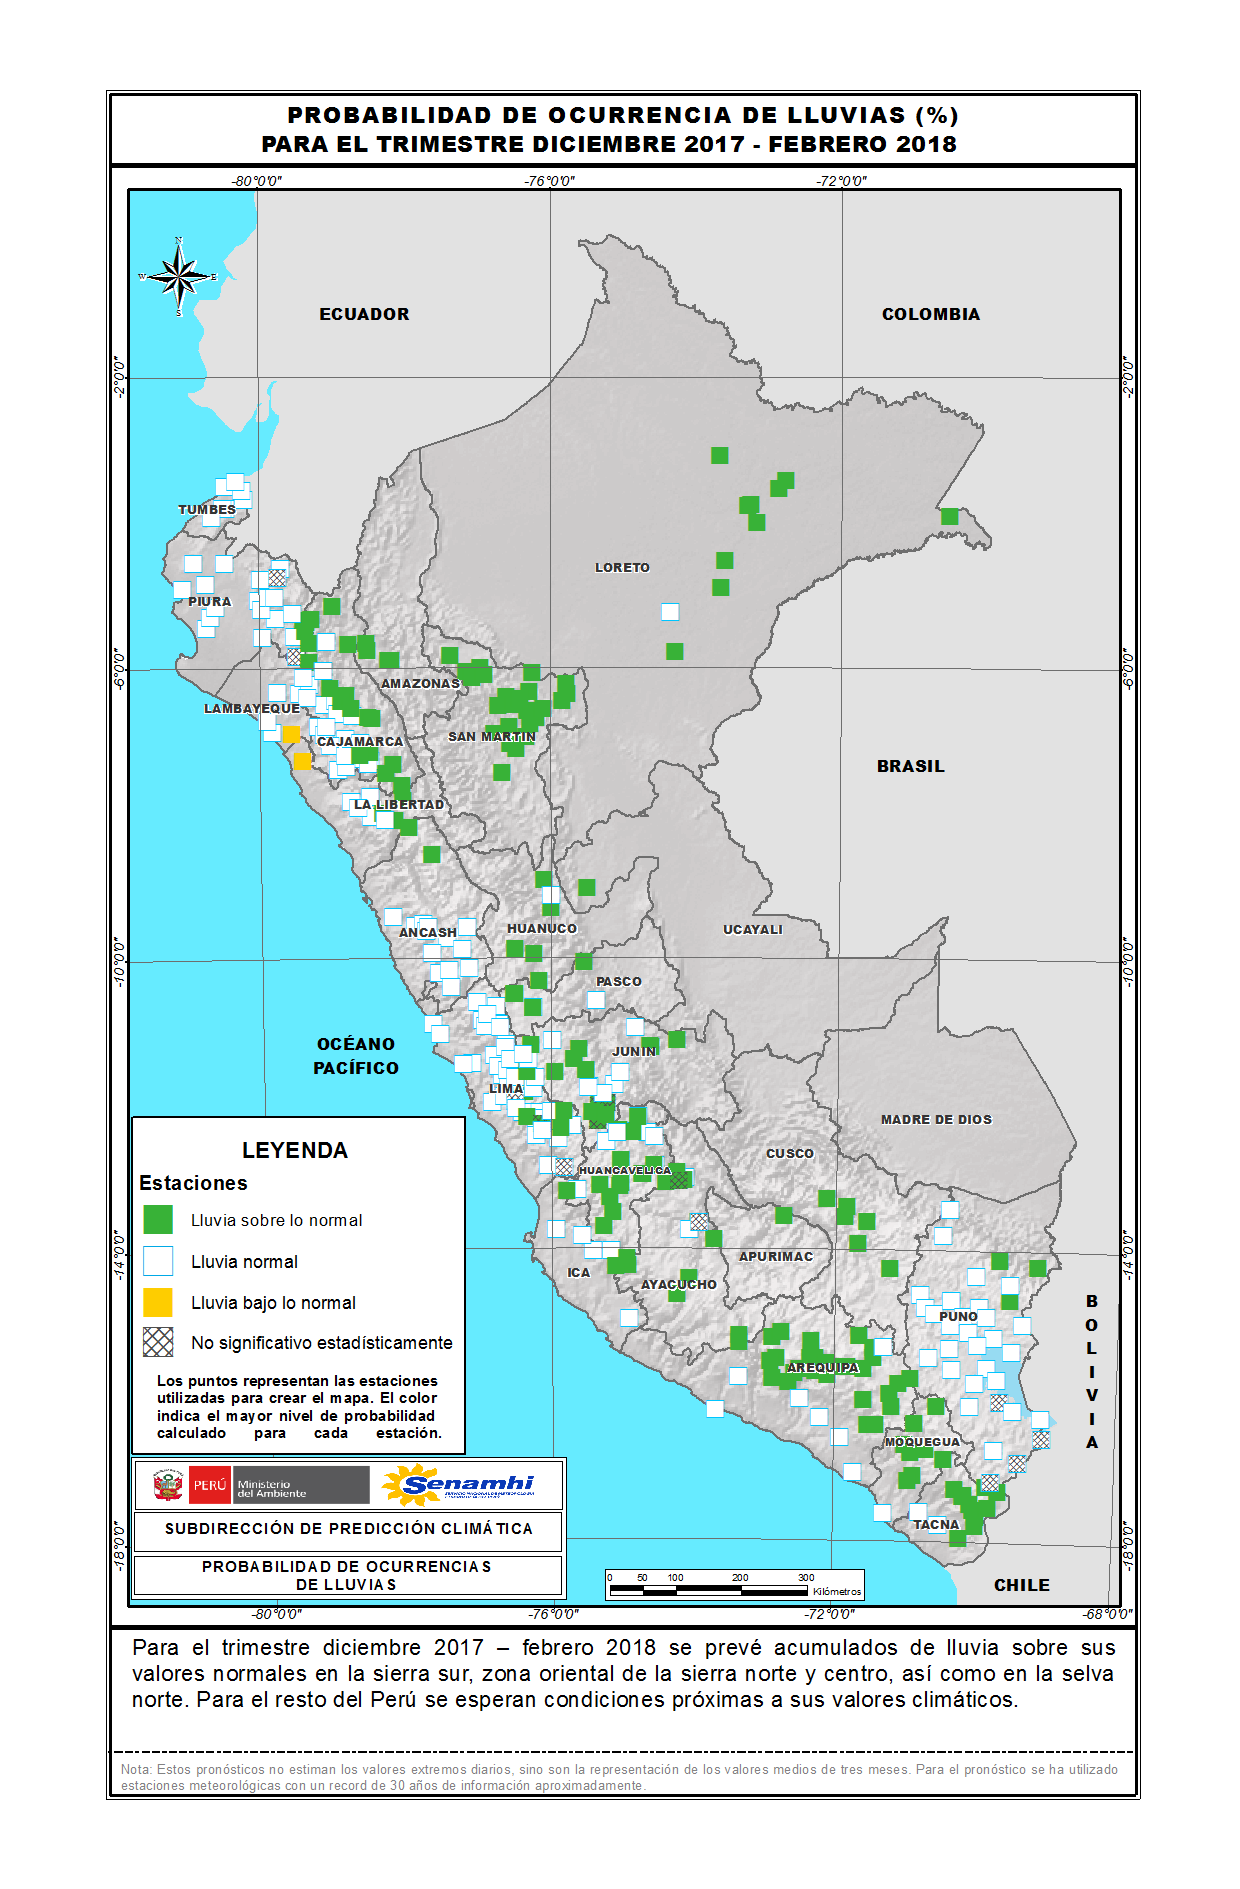 PROBABILIDAD DE OCURRENCIA DE LLUVIAS (%)
PARA EL TRIMESTRE DICIEMBRE 2017 - FEBRERO 2018
-80°0'0"
-76°0'0"
-72°0'0"
N
W
E
S
ECUADOR
COLOMBIA
-2°0'0"
-2°0'0"
TUMBES
LORETO
PIURA
-6°0'0"
-6°0'0"
AMAZONAS
LAMBAYEQUE
CAJAMARCA
SAN MARTIN
BRASIL
LA LIBERTAD
ANCASH
HUANUCO
UCAYALI
-10°0'0"
-10°0'0"
PASCO
OCÉANO
PACÍFICO
JUNIN
LIMA
MADRE DE DIOS
CUSCO
HUANCAVELICA
LEYENDA
Estaciones
Lluvia sobre lo normal
Lluvia normal
Lluvia bajo lo normal
No significativo estadísticamente
Los puntos representan las estaciones
utilizadas para crear el mapa. El color
indica el mayor nivel de probabilidad
calculado para cada estación.
-14°0'0"
-14°0'0"
ICA
APURIMAC
AYACUCHO
PUNO
BOLIVIA
AREQUIPA
MOQUEGUA
TACNA
PERÚ
Ministerio
del Ambiente
Senamhi
SUBDIRECCIÓN DE PREDICCIÓN CLIMÁTICA
PROBABILIDAD DE OCURRENCIAS
DE LLUVIAS
-18°0'0"
-18°0'0"
CHILE
0 50 100 200 300
Kilómetros
-80°0'0"
-76°0'0"
-72°0'0"
-68°0'0"
Para el trimestre diciembre 2017 – febrero 2018 se prevé acumulados de lluvia sobre sus
valores normales en la sierra sur, zona oriental de la sierra norte y centro, así como en la selva
norte. Para el resto del Perú se esperan condiciones próximas a sus valores climáticos.
Nota: Estos pronósticos no estiman los valores extremos diarios, sino son la representación de los valores medios de tres meses. Para el pronóstico se ha utilizado
estaciones meteorológicas con un record de 30 años de información aproximadamente.